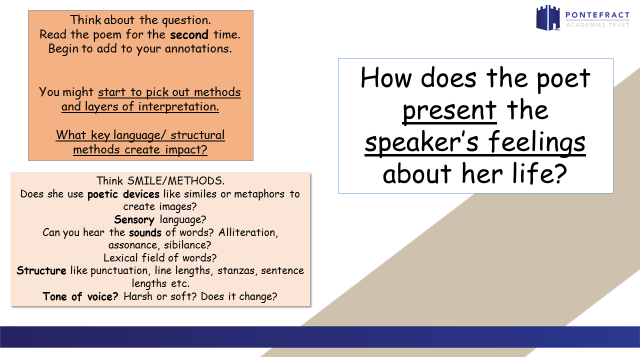 Think about the question.
Read the poem for the second time.
Begin to add to your annotations.
You might start to pick out methods
and layers of interpretation.
What key language/ structural
methods create impact?
Think SMILE/METHODS.
Does she use poetic devices like similes or metaphors to
create images?
Sensory language?
Can you hear the sounds of words? Alliteration,
assonance, sibilance?
Lexical field of words?
Structure like punctuation, line lengths, stanzas, sentence
lengths etc.
Tone of voice? Harsh or soft? Does it change?
PONTEFRACT
ACADEMIES TRUST
How does the poet
present the
speaker's feelings
about her life?